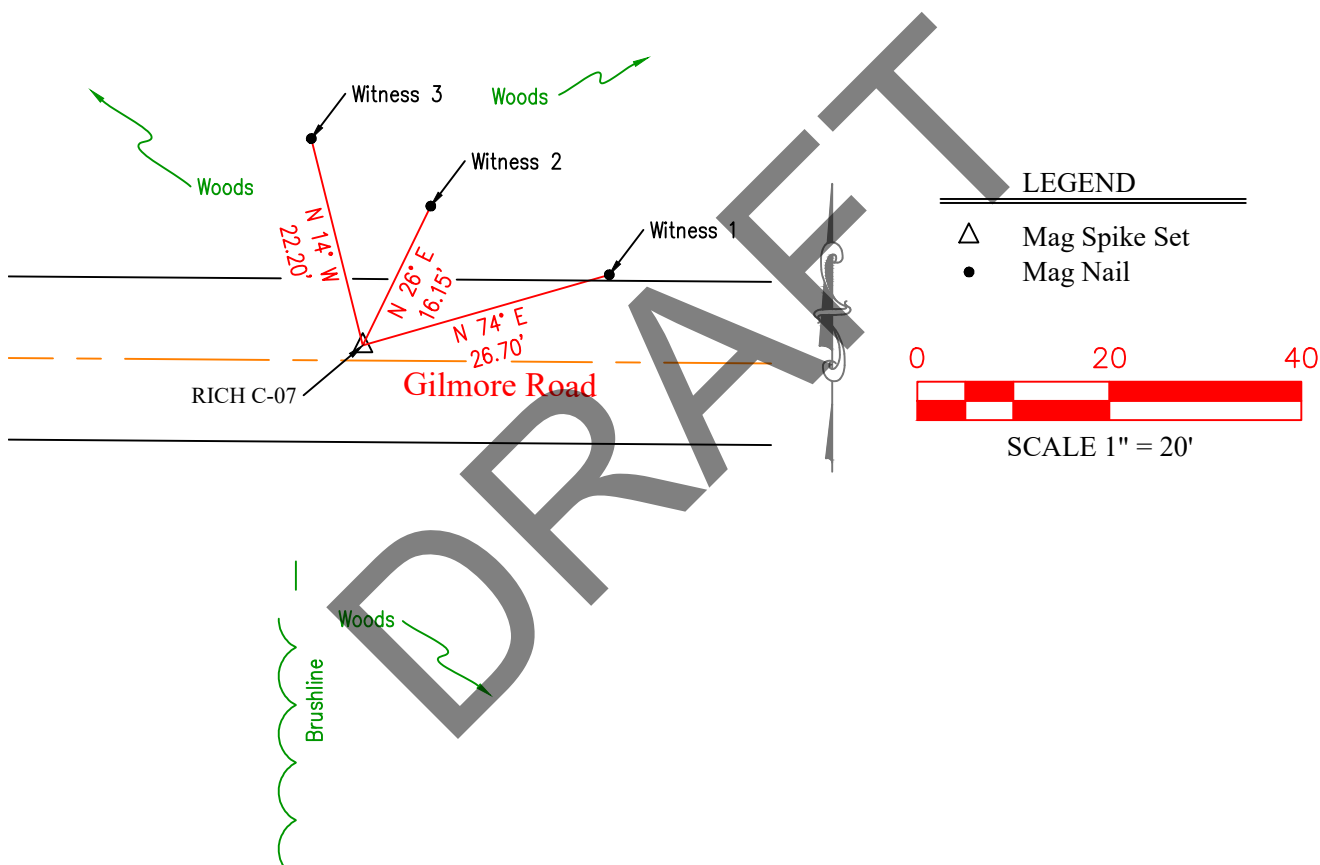 Witness 3
Woods
Woods
Witness 2
Witness 1
N 14° W
22.20'
N 26° E
16.15'
N 74° E
26.70'
RICH C-07
Gilmore Road
LEGEND
Mag Spike Set
Mag Nail
0 20 40
SCALE 1" = 20'
Woods
Brushline
DRAFT